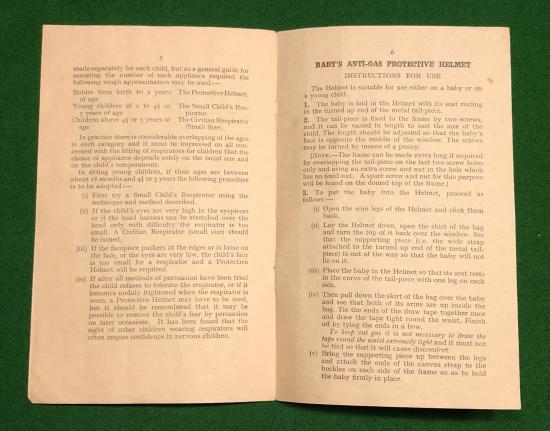 5
made separately for each child, but as a general guide for
assessing the number of each appliance required the
following rough approximation may be used:—
Babies from birth to 2 years The Protective Helmet,
of age
Young children of 2 to 4½ or The Small Child's Res-
5 years of age pirator.
Children above 4½ or 5 years of The Civilian Respirator
age (Small Size).
In practice there is considerable overlapping of the ages
in each category and it must be impressed on all con-
cerned with the fitting of respirators for children that the
choice of appliance depends solely on the facial size and
on the child's temperament.
In fitting young children, if their ages are between
about 18 months and 4½ or 5 years the following procedure
is to be adopted:—
(i) First try a Small Child's Respirator using the
technique and method described.
(ii) If the child's eyes are very high in the eyepieces
or if the head harness can be stretched over the
head only with difficulty the respirator is too
small. A Civilian Respirator (small size) should
be issued.
(iii) If the facepiece puckers at the edges or is loose on
the face, or the eyes are very low, the child's face
is too small for a respirator and a Protective
Helmet will be required.
(iv) If after all methods of persuasion have been tried
the child refuses to tolerate the respirator, or if it
becomes unduly frightened when the respirator is
worn, a Protective Helmet may have to be used,
but it should be remembered that it may be
possible to remove the child's fear by persuasion
on later occasions. It has been found that the
sight of other children wearing respirators will
often inspire confidence in nervous children.
6
BABY'S ANTI-GAS PROTECTIVE HELMET
INSTRUCTIONS FOR USE
The Helmet is suitable for use either on a baby or on
a young child.
1. The baby is laid in the Helmet with its seat resting
in the turned up end of the metal tail-piece.
2. The tail-piece is fixed to the frame by two screws,
and it can be varied in length to suit the size of the
child. The length should be adjusted so that the baby's
face is opposite the middle of the window. The screws
may be turned by means of a penny.
[NOTE.—The frame can be made extra long if required
by overlapping the tail-piece on the last two screw holes
only and using an extra screw and nut in the hole which
has no fixed nut. A spare screw and nut for this purpose
will be found on the domed top of the frame.]
3. To put the baby into the Helmet, proceed as
follows:—
(i) Open the wire legs of the Helmet and click them
back.
(ii) Lay the Helmet down, open the skirt of the bag
and turn the top of it back over the window. See
that the supporting piece (i.e. the wide strap
attached to the turned up end of the metal tail-
piece) is out of the way so that the baby will not
lie on it.
(iii) Place the baby in the Helmet so that its seat rests
in the curve of the tail-piece with one leg on each
side.
(iv) Then pull down the skirt of the bag over the baby
and see that both of its arms are up inside the
bag. Tie the ends of the draw tape together once
and draw the tape tight round the waist. Finish
off by tying the ends in a bow.
To keep out gas it is not necessary to draw the
tape round the waist extremely tight and it must not
be tied so that it will cause discomfort.
(v) Bring the supporting piece up between the legs
and attach the ends of the canvas strap to the
buckles on each side of the frame so as to hold
the baby firmly in place.